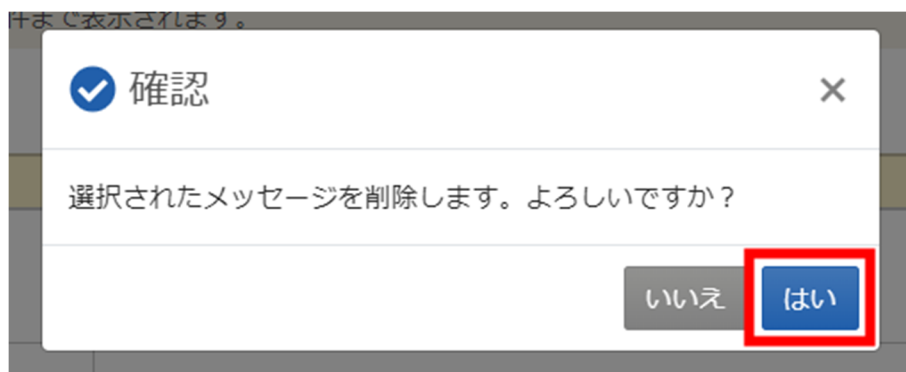 件まで表示されます。
確認
×
選択されたメッセージを削除します。よろしいですか？
いいえ
はい